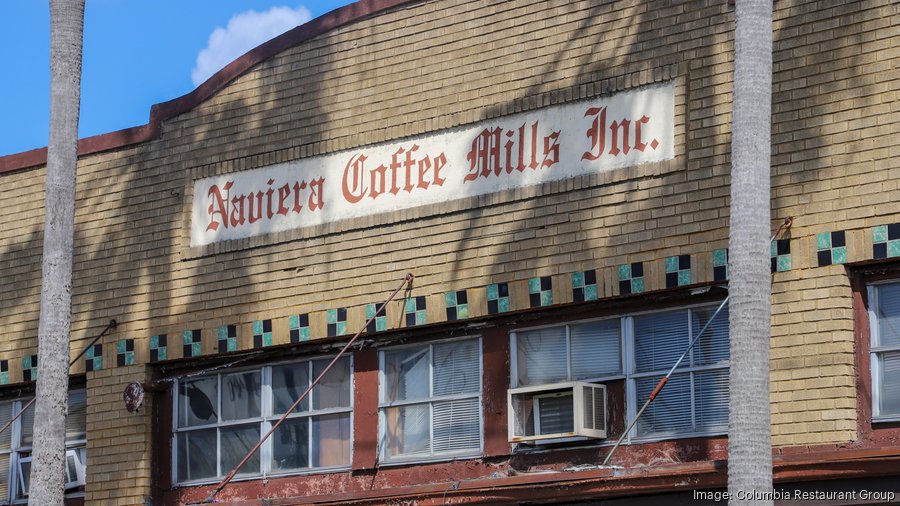 Naviera Coffee Mills Inc.
Image: Columbia Restaurant Group